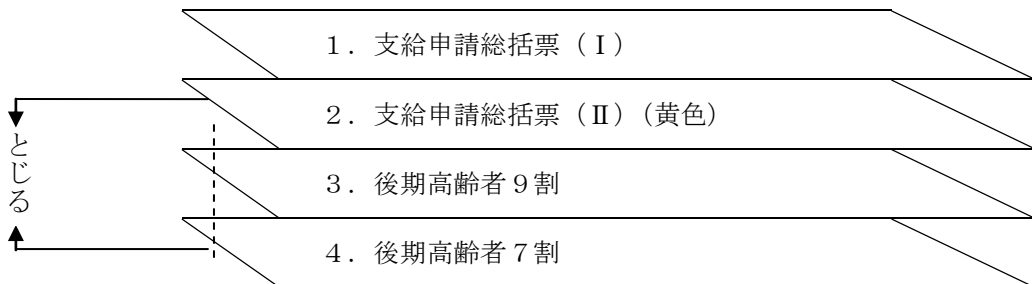 １．支給申請総括票（Ⅰ）
２．支給申請総括票（Ⅱ）（黄色）
３．後期高齢者９割
４．後期高齢者７割
とじる